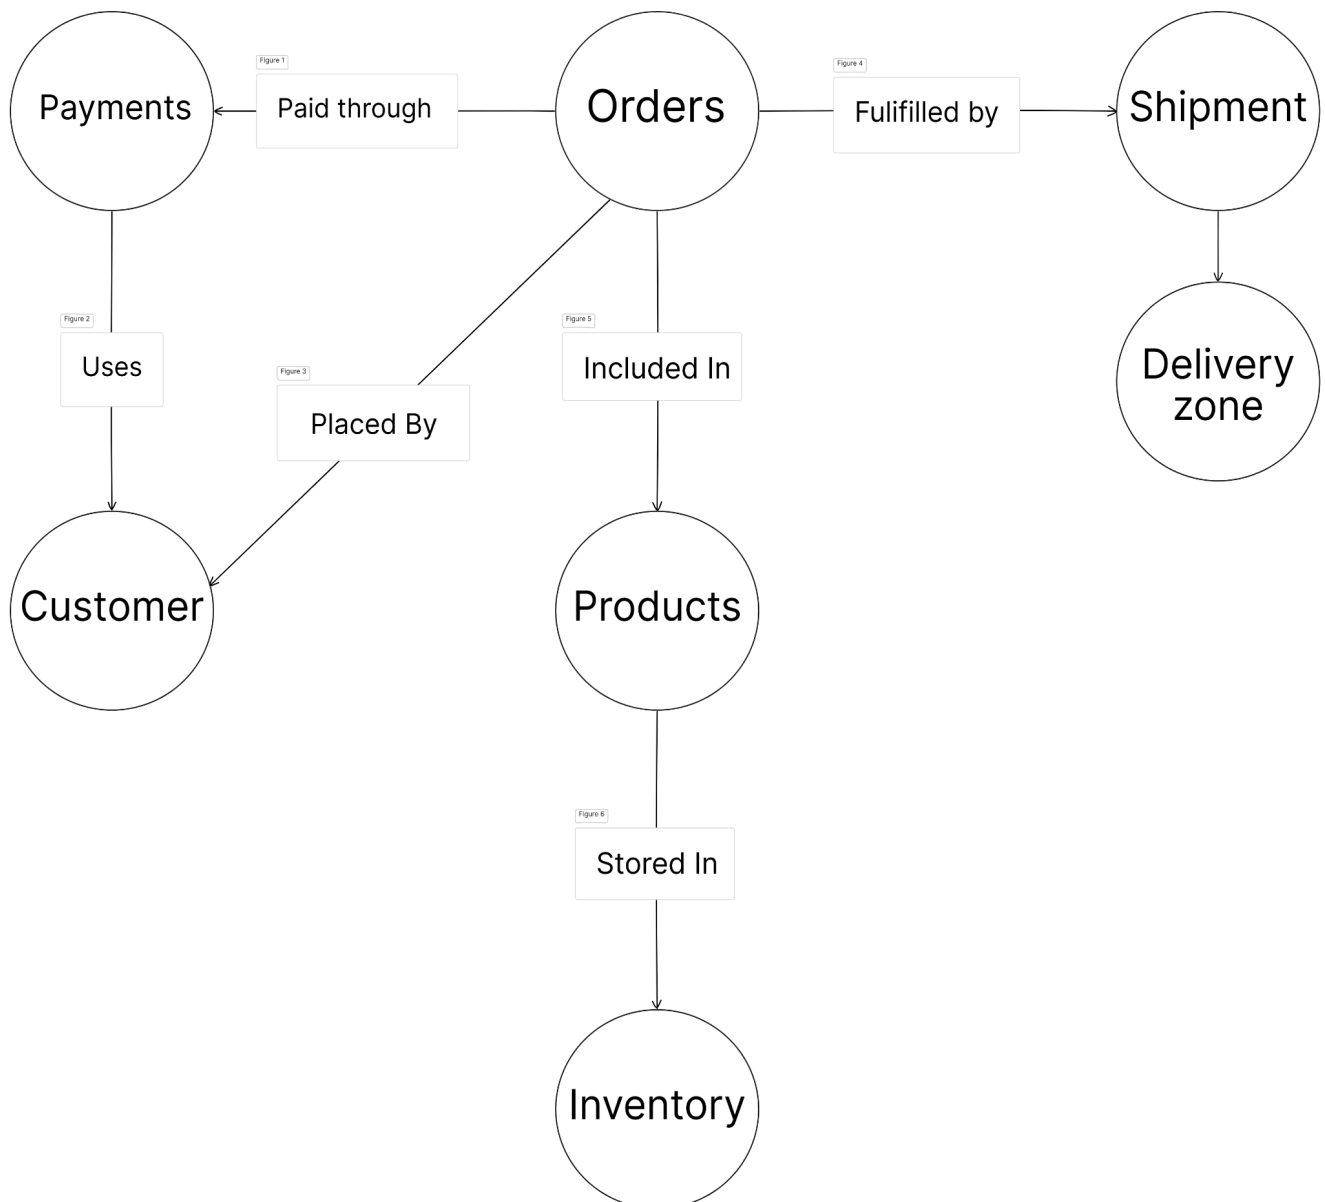 Figure 1
Figure 4
Payments
Paid through
Orders
Fulifilled by
Shipment
Figure 2
Uses
Figure 3
Placed By
Figure 5
Included In
Delivery
zone
Customer
Products
Figure 6
Stored In
Inventory